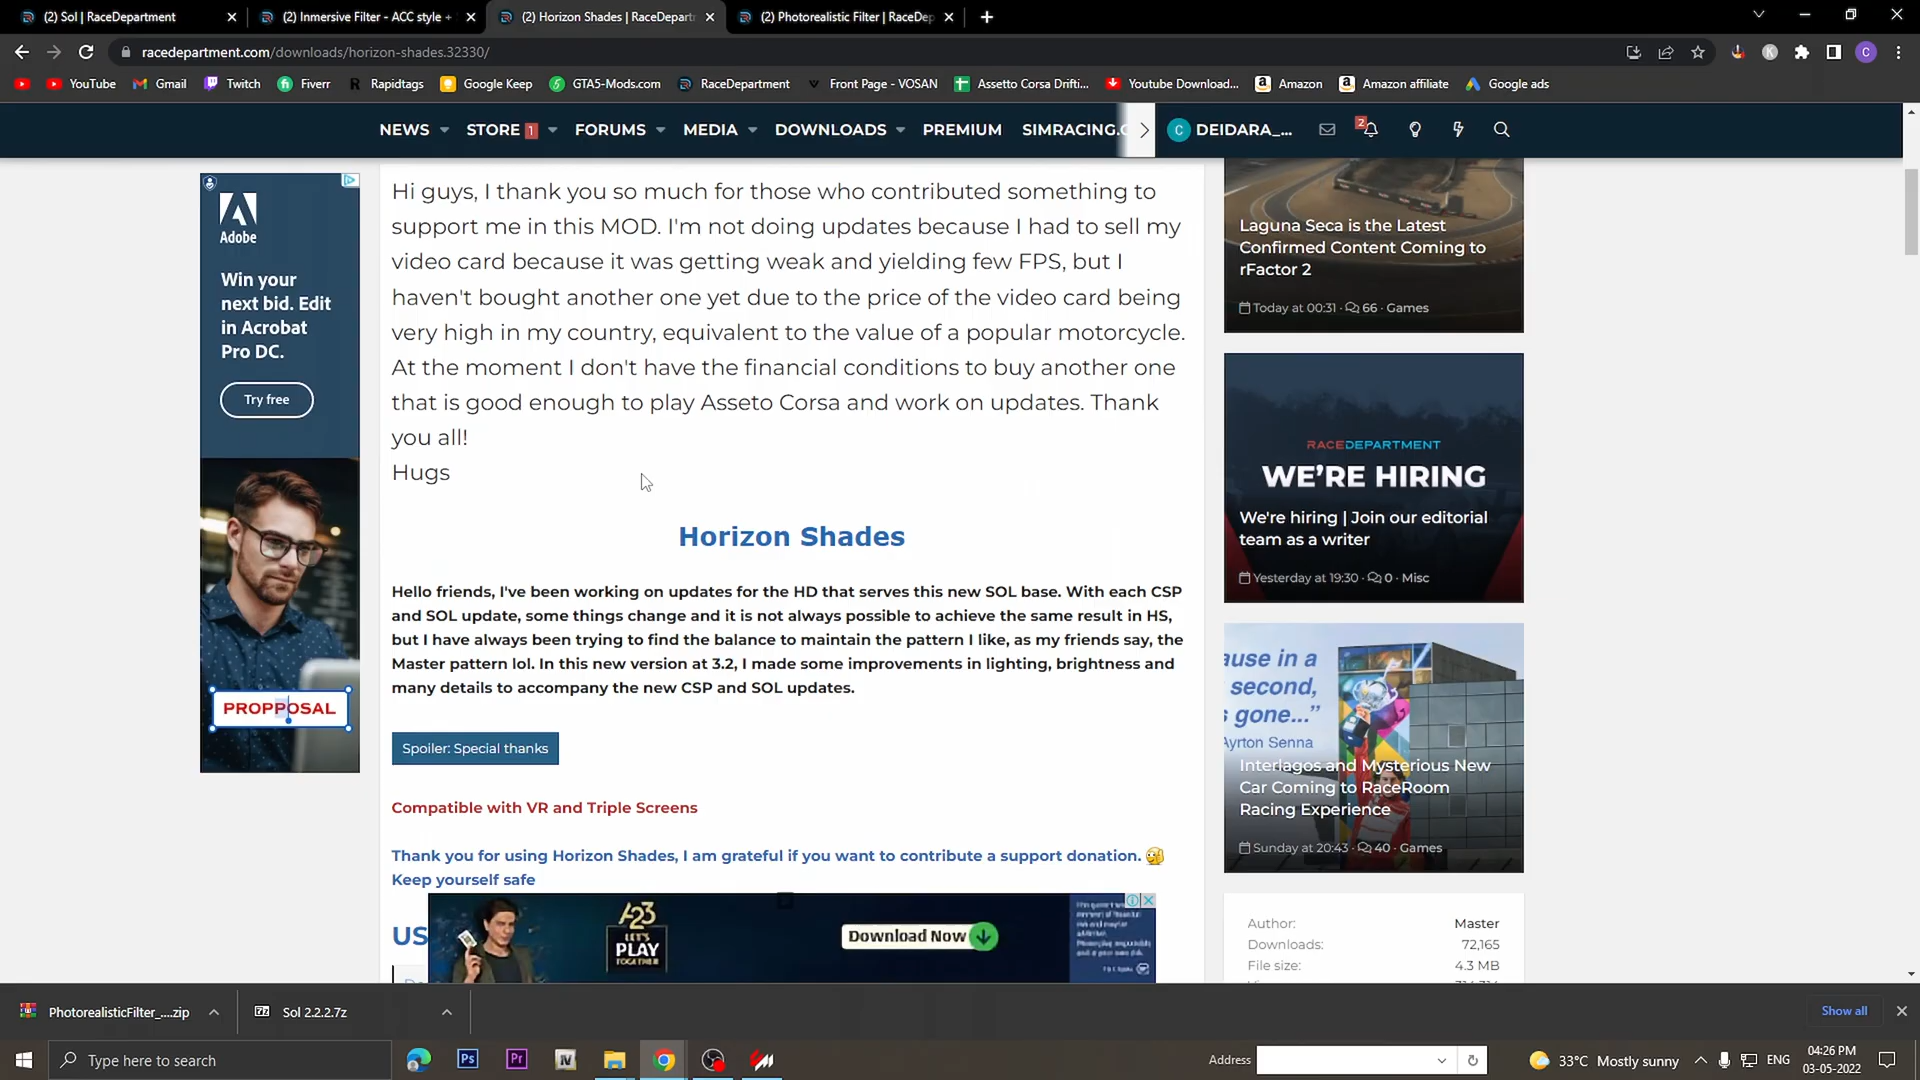 (2) Sol | RaceDepartment
(2) Inmersive Filter - ACC style +
(2) Horizon Shades | RaceDepart
(2) Photorealistic Filter | RaceDep
racedepartment.com/downloads/horizon-shades.32330/
YouTube
Gmail
Twitch
Fiverr
Rapidtags
Google Keep
GTA5-Mods.com
RaceDepartment
Front Page - VOSAN
Assetto Corsa Drifti...
Youtube Download...
Amazon
Amazon affiliate
Google ads
NEWS
STORE 1
FORUMS
MEDIA
DOWNLOADS
PREMIUM
SIMRACING.C
C DEIDARA_...
2
Adobe
Win your
next bid. Edit
in Acrobat
Pro DC.
Try free
PROPPOSAL
Hi guys, I thank you so much for those who contributed something to
support me in this MOD. I'm not doing updates because I had to sell my
video card because it was getting weak and yielding few FPS, but I
haven't bought another one yet due to the price of the video card being
very high in my country, equivalent to the value of a popular motorcycle.
At the moment I don't have the financial conditions to buy another one
that is good enough to play Asseto Corsa and work on updates. Thank
you all!
Hugs
Horizon Shades
Hello friends, I've been working on updates for the HD that serves this new SOL base. With each CSP
and SOL update, some things change and it is not always possible to achieve the same result in HS,
but I have always been trying to find the balance to maintain the pattern I like, as my friends say, the
Master pattern lol. In this new version at 3.2, I made some improvements in lighting, brightness and
many details to accompany the new CSP and SOL updates.
Spoiler: Special thanks
Compatible with VR and Triple Screens
Thank you for using Horizon Shades, I am grateful if you want to contribute a support donation.
Keep yourself safe
US
A23
LET'S
PLAY
TOGETHER
Download Now
Laguna Seca is the Latest
Confirmed Content Coming to
rFactor 2
Today at 00:31 · 66 · Games
RACEDEPARTMENT
WE'RE HIRING
We're hiring | Join our editorial
team as a writer
Yesterday at 19:30 · 0 · Misc
ause in a
second,
s gone..."
Ayrton Senna
Interlagos and Mysterious New
Car Coming to RaceRoom
Racing Experience
Sunday at 20:43 · 40 · Games
Author: Master
Downloads: 72,165
File size: 4.3 MB
PhotorealisticFilter_....zip
Sol 2.2.2.7z
Show all
Type here to search
Ps
Pr
IV
Address
33°C Mostly sunny
ENG
04:26 PM
03-05-2022